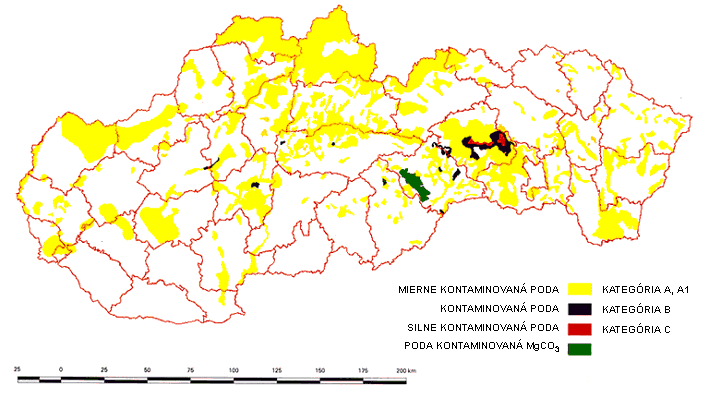 MIERNE KONTAMINOVANÁ PODA KATEGÓRIA A, A1
KONTAMINOVANÁ PODA KATEGÓRIA B
SILNE KONTAMINOVANÁ PODA KATEGÓRIA C
PODA KONTAMINOVANÁ MgCO₃
25 0 25 50 75 100 125 150 175 200 km